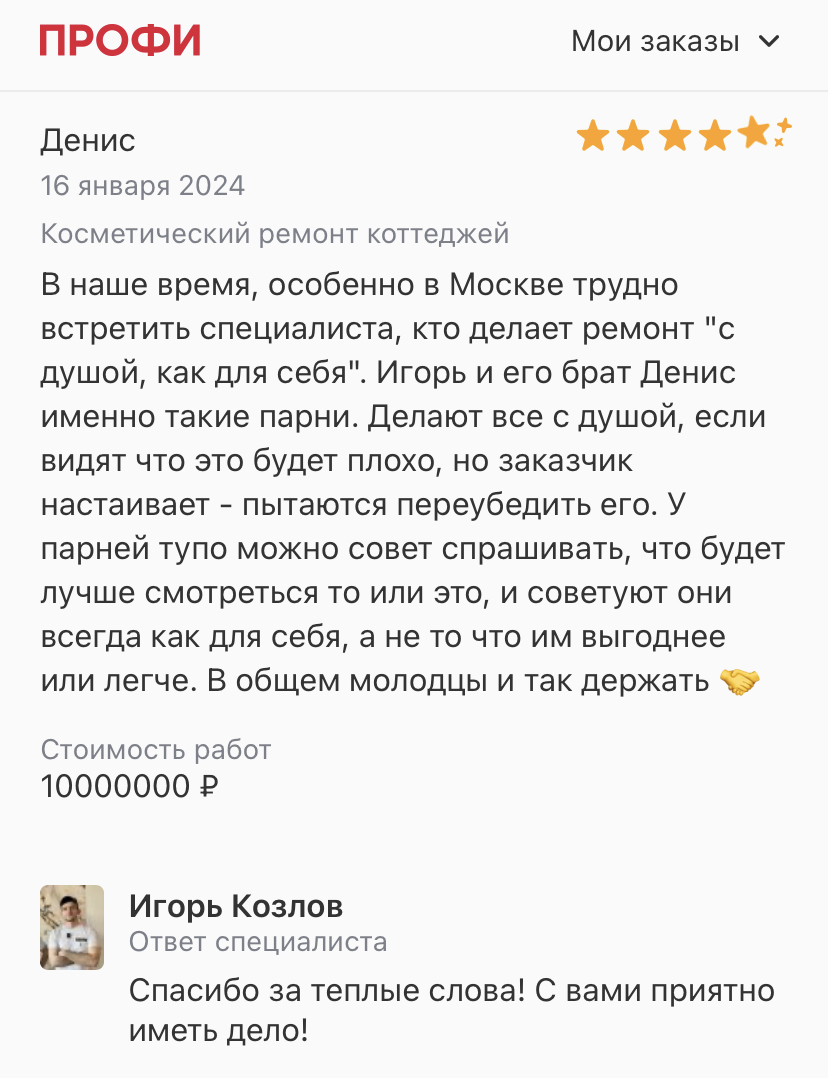 ПРОФИ
Мои заказы
Денис
16 января 2024
Косметический ремонт коттеджей
В наше время, особенно в Москве трудно
встретить специалиста, кто делает ремонт "с
душой, как для себя". Игорь и его брат Денис
именно такие парни. Делают все с душой, если
видят что это будет плохо, но заказчик
настаивает - пытаются переубедить его. У
парней тупо можно совет спрашивать, что будет
лучше смотреться то или это, и советуют они
всегда как для себя, а не то что им выгоднее
или легче. В общем молодцы и так держать 🤝
Стоимость работ
10000000 ₽
Игорь Козлов
Ответ специалиста
Спасибо за теплые слова! С вами приятно
иметь дело!